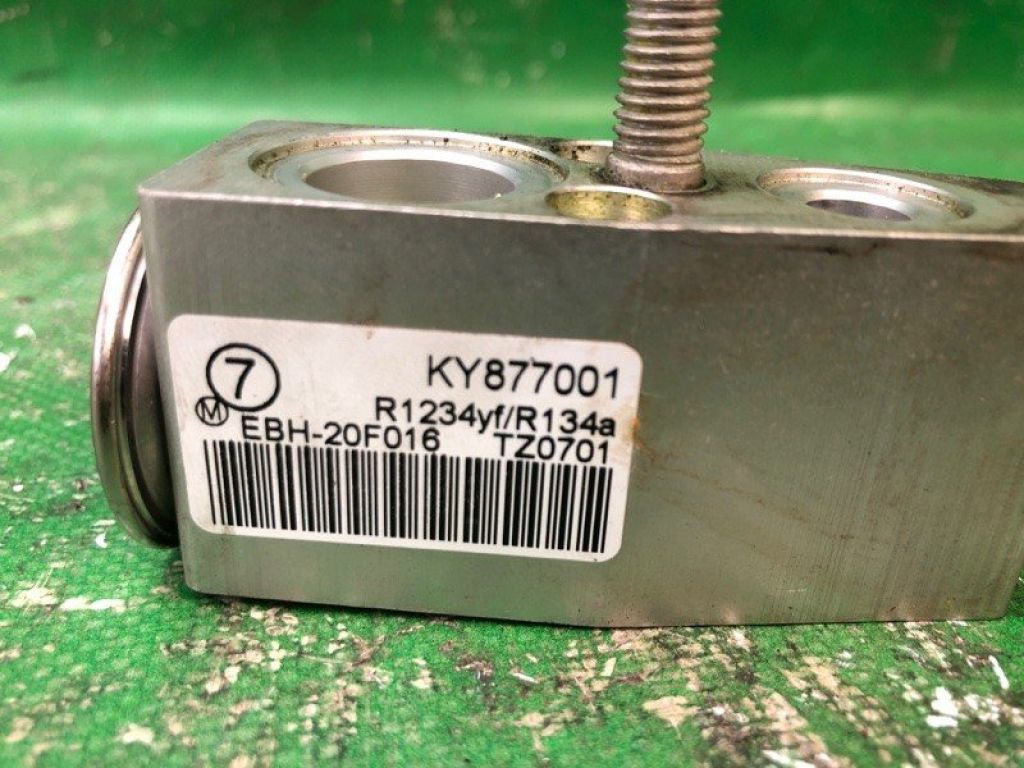 7 KY877001
M R1234yf/R134a
EBH-20F016 TZ0701